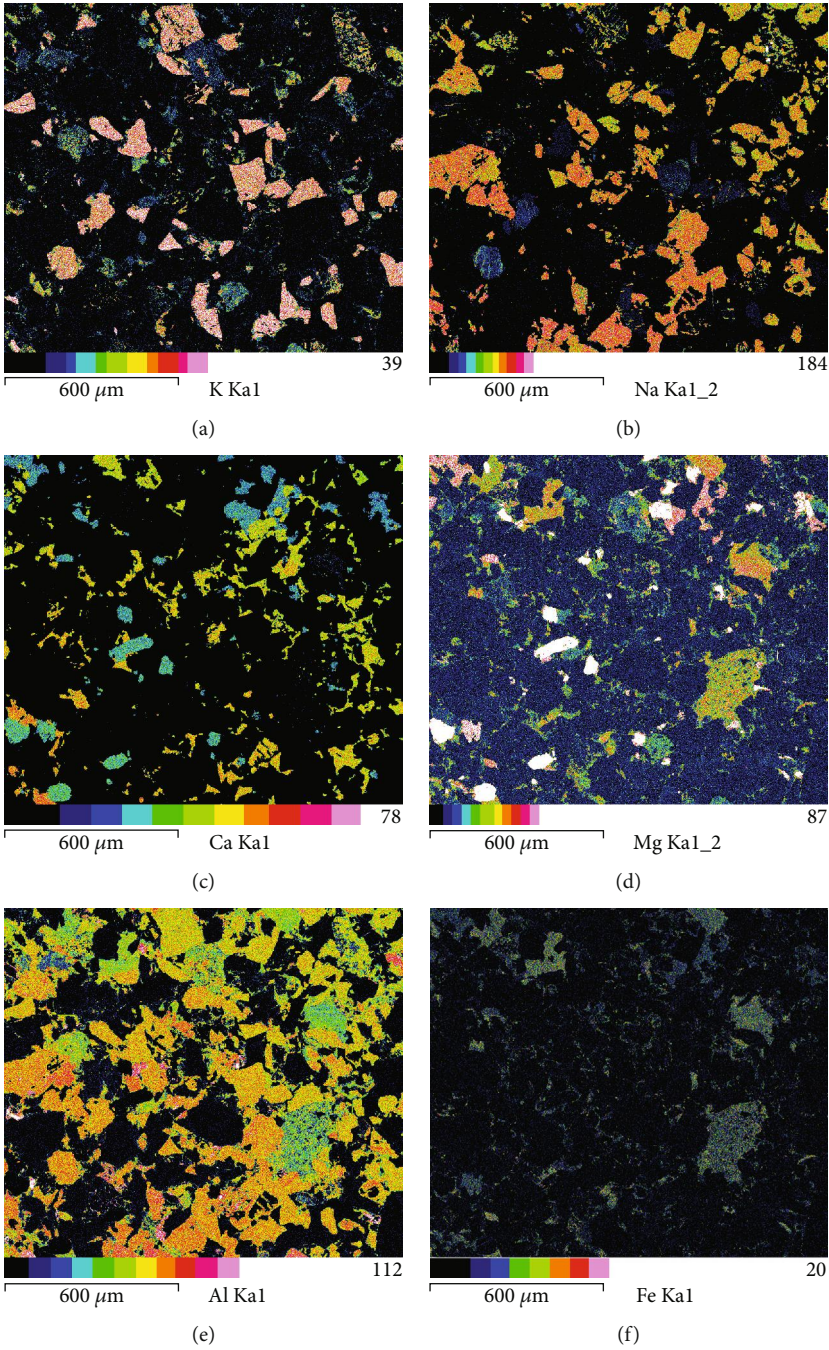 39
600 μm K Ka1
(a)
184
600 μm Na Ka1_2
(b)
78
600 μm Ca Ka1
(c)
87
600 μm Mg Ka1_2
(d)
112
600 μm Al Ka1
(e)
20
600 μm Fe Ka1
(f)